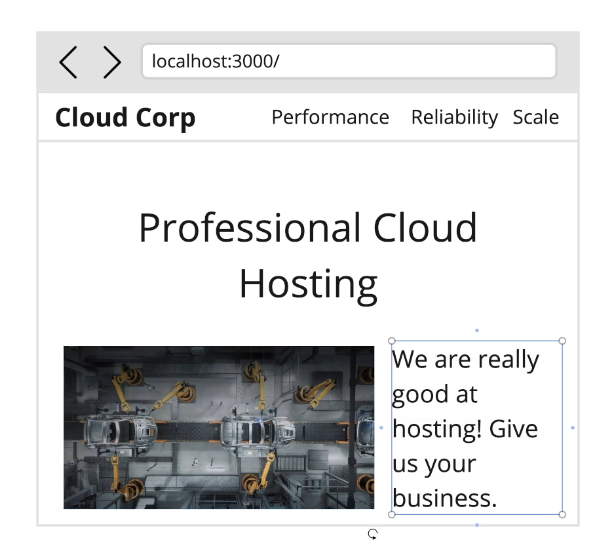 localhost:3000/
Cloud Corp Performance Reliability Scale
Professional Cloud
Hosting
We are really
good at
hosting! Give
us your
business.